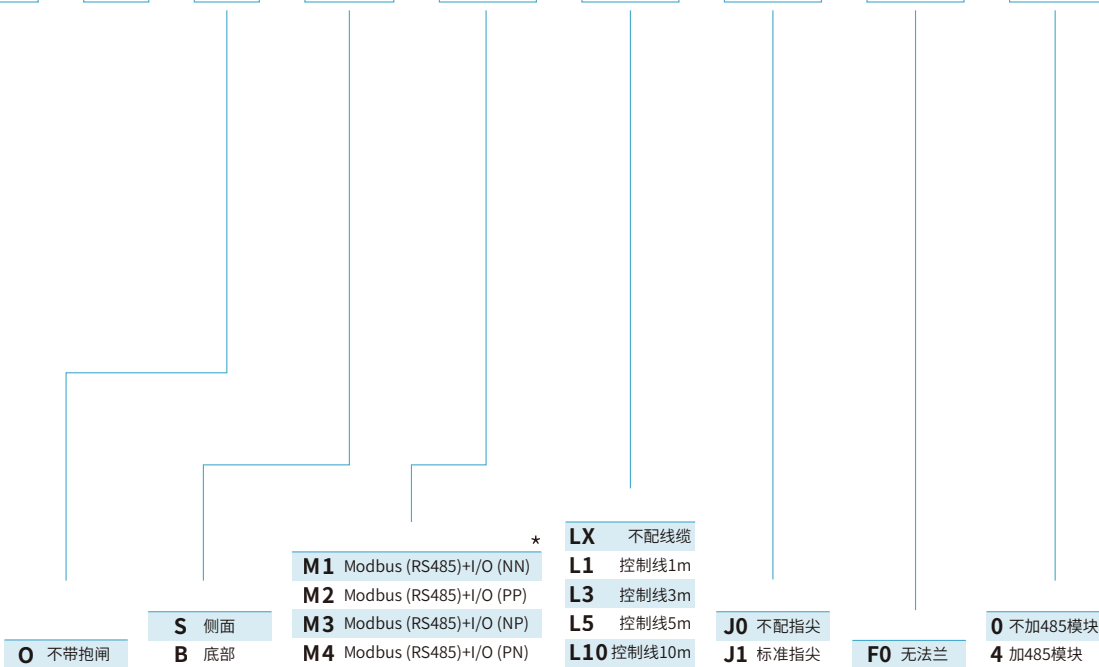 O 不带抱闸
S 侧面
B 底部
*
M1 Modbus (RS485)+I/O (NN)
M2 Modbus (RS485)+I/O (PP)
M3 Modbus (RS485)+I/O (NP)
M4 Modbus (RS485)+I/O (PN)
LX 不配线缆
L1 控制线1m
L3 控制线3m
L5 控制线5m
L10 控制线10m
J0 不配指尖
J1 标准指尖
F0 无法兰
0 不加485模块
4 加485模块